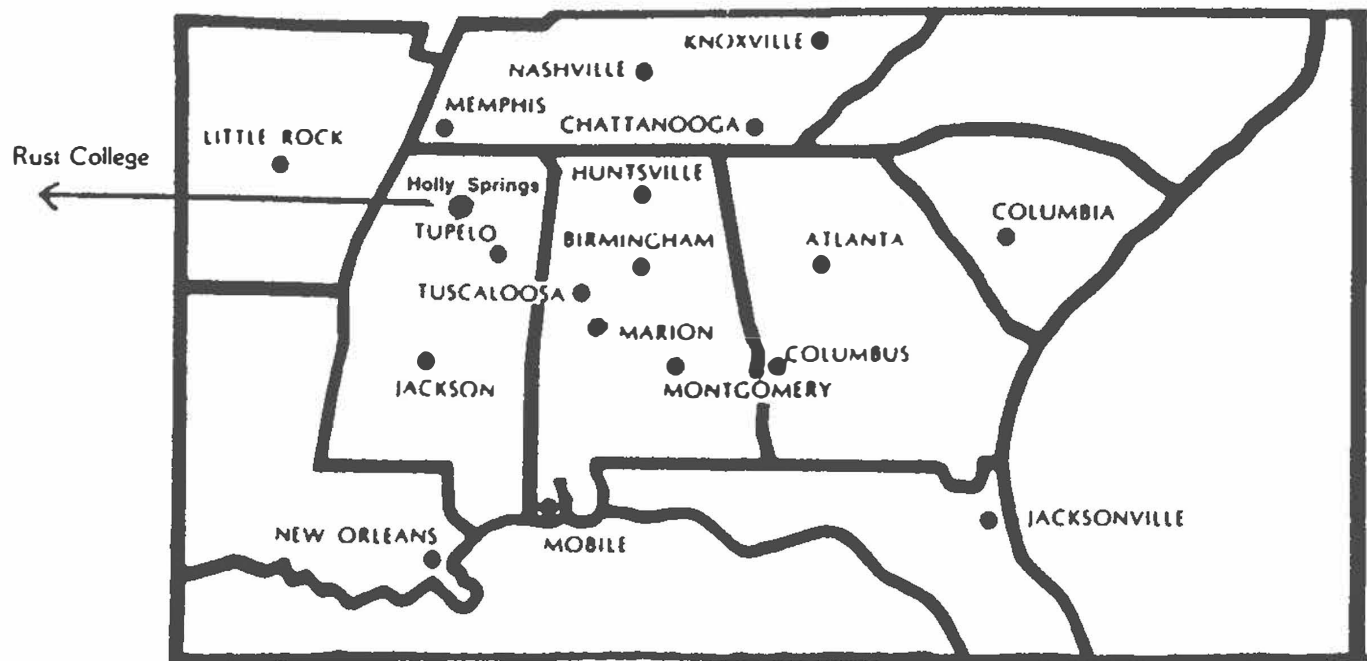 KNOXVILLE
NASHVILLE
MEMPHIS
CHATTANOOGA
LITTLE ROCK
Rust College
HUNTSVILLE
Holly Springs
COLUMBIA
TUPELO
BIRMINGHAM
ATLANTA
TUSCALOOSA
MARION
COLUMBUS
JACKSON
MONTGOMERY
JACKSONVILLE
NEW ORLEANS
MOBILE